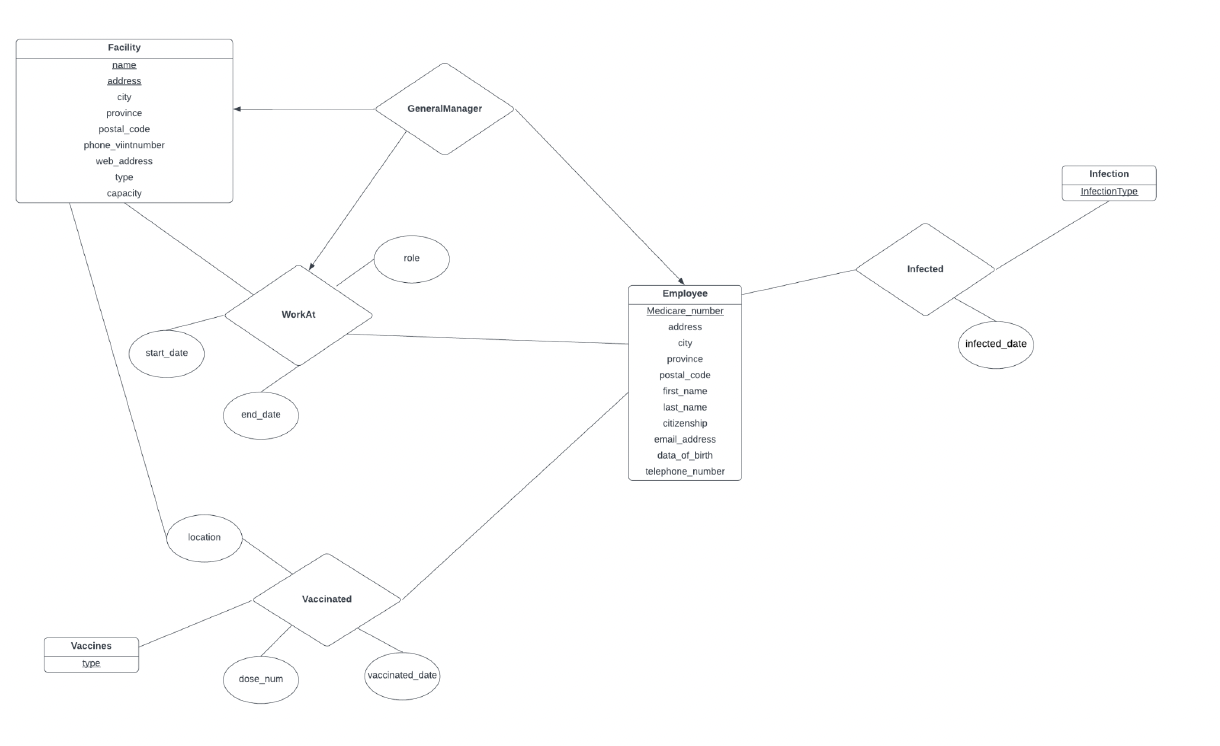 Facility
name
address
city
province
postal_code
phone_viintnumber
web_address
type
capacity
GeneralManager
Infection
InfectionType
role
Infected
WorkAt
Employee
Medicare_number
address
city
province
postal_code
first_name
last_name
citizenship
email_address
data_of_birth
telephone_number
infected_date
start_date
end_date
location
Vaccinated
Vaccines
type
dose_num
vaccinated_date